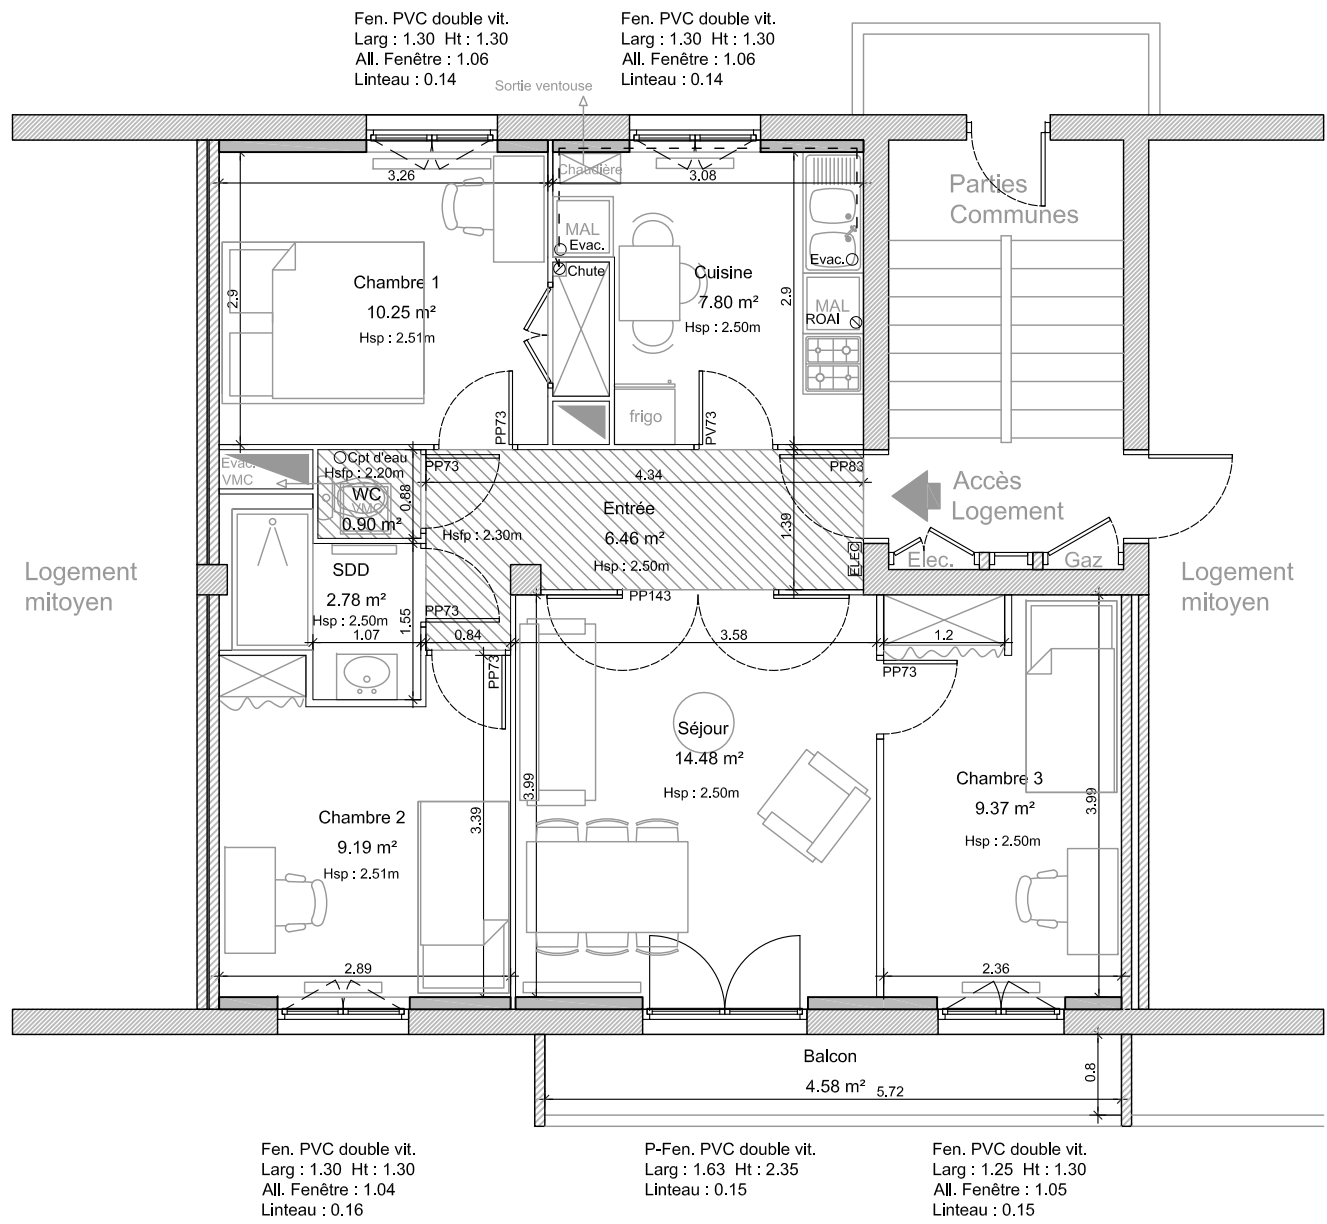 Fen. PVC double vit.
Larg : 1.30 Ht : 1.30
All. Fenêtre : 1.06
Linteau : 0.14
Fen. PVC double vit.
Larg : 1.30 Ht : 1.30
All. Fenêtre : 1.06
Linteau : 0.14
Sortie ventouse
Chaudière
3.26
3.08
Parties
Communes
MAL
Evac.
Chute
Evac.
Cuisine
7.80 m²
Hsp : 2.50m
2.9
MAL
ROAI
Chambre 1
10.25 m²
Hsp : 2.51m
2.9
PP73
frigo
PV73
Evac.
VMC
Cpt d'eau
Hsfp : 2.20m
WC
VMC
0.90 m²
0.88
PP73
4.34
PP83
Entrée
6.46 m²
Hsp : 2.50m
Hsfp : 2.30m
1.39
ELEC
Accès
Logement
Elec.
Gaz
Logement
mitoyen
Logement
mitoyen
SDD
2.78 m²
Hsp : 2.50m
1.07
1.55
PP73
0.84
PP73
PP143
3.58
1.2
PP73
Séjour
14.48 m²
Hsp : 2.50m
3.99
Chambre 3
9.37 m²
Hsp : 2.50m
3.99
Chambre 2
9.19 m²
Hsp : 2.51m
3.39
2.89
2.36
Balcon
4.58 m²
5.72
0.8
Fen. PVC double vit.
Larg : 1.30 Ht : 1.30
All. Fenêtre : 1.04
Linteau : 0.16
P-Fen. PVC double vit.
Larg : 1.63 Ht : 2.35
Linteau : 0.15
Fen. PVC double vit.
Larg : 1.25 Ht : 1.30
All. Fenêtre : 1.05
Linteau : 0.15